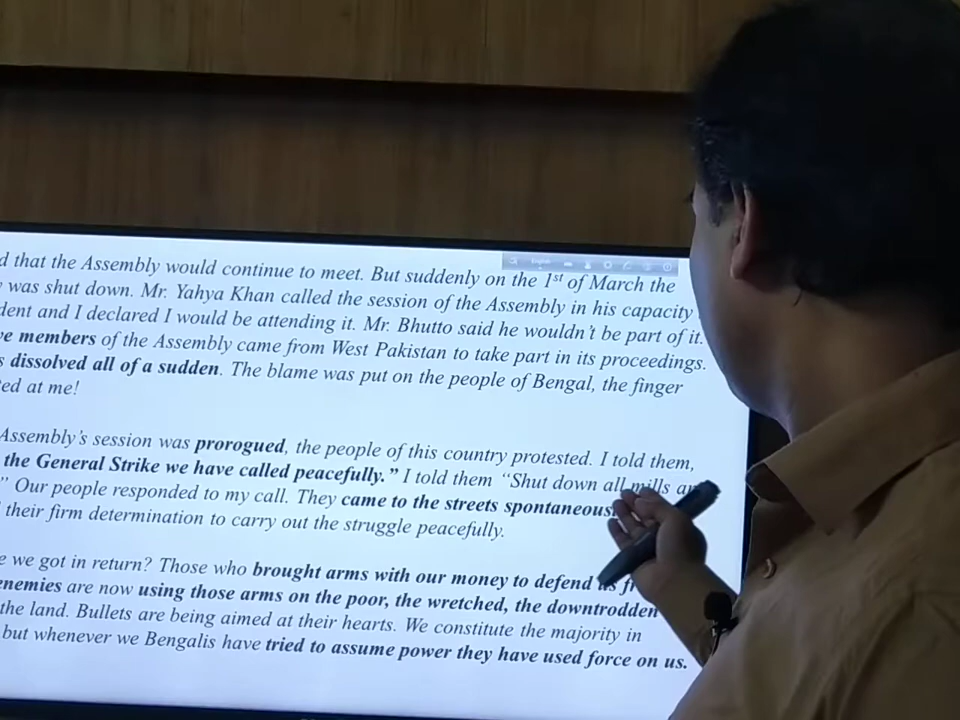 English
d that the Assembly would continue to meet. But suddenly on the 1st of March the
was shut down. Mr. Yahya Khan called the session of the Assembly in his capacity
dent and I declared I would be attending it. Mr. Bhutto said he wouldn't be part of it.
ve members of the Assembly came from West Pakistan to take part in its proceedings.
s dissolved all of a sudden. The blame was put on the people of Bengal, the finger
ed at me!
Assembly's session was prorogued, the people of this country protested. I told them,
the General Strike we have called peacefully." I told them "Shut down all mills
" Our people responded to my call. They came to the streets spontaneous
their firm determination to carry out the struggle peacefully.
e we got in return? Those who brought arms with our money to defend us
enemies are now using those arms on the poor, the wretched, the downtrodden
the land. Bullets are being aimed at their hearts. We constitute the majority in
but whenever we Bengalis have tried to assume power they have used force on us.